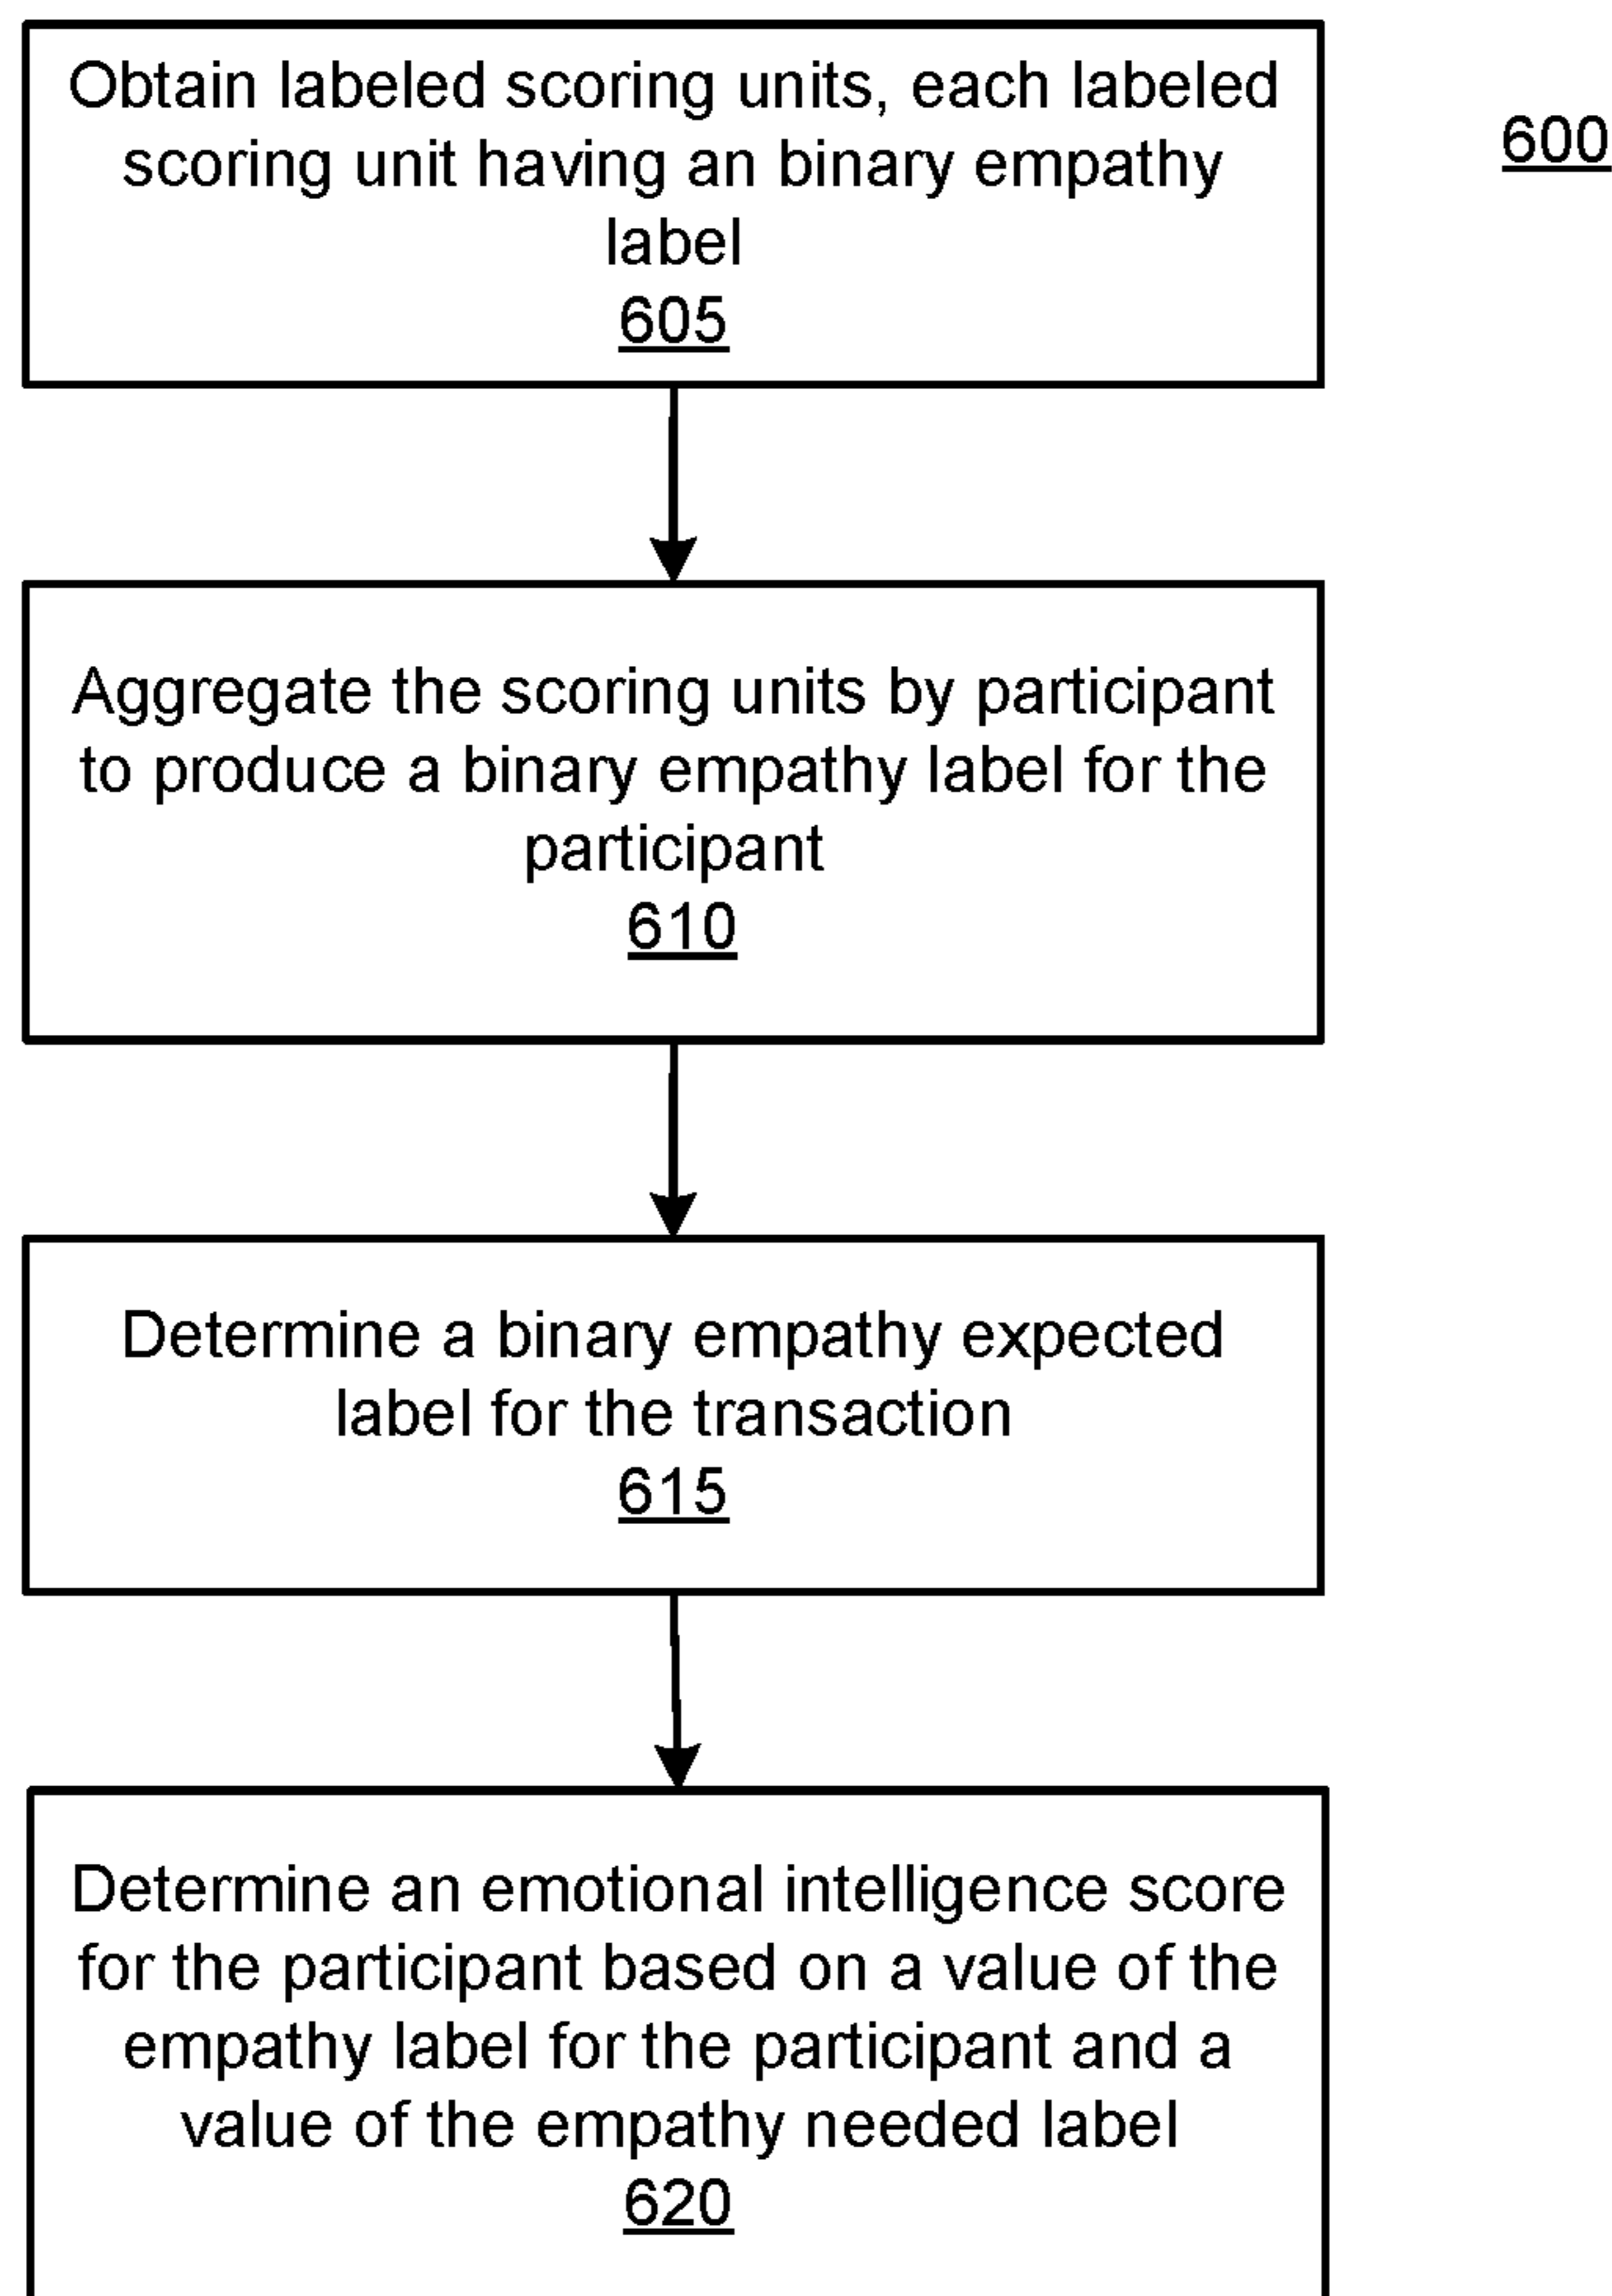 Obtain labeled scoring units, each labeled
scoring unit having an binary empathy
label
605
600
Aggregate the scoring units by participant
to produce a binary empathy label for the
participant
610
Determine a binary empathy expected
label for the transaction
615
Determine an emotional intelligence score
for the participant based on a value of the
empathy label for the participant and a
value of the empathy needed label
620